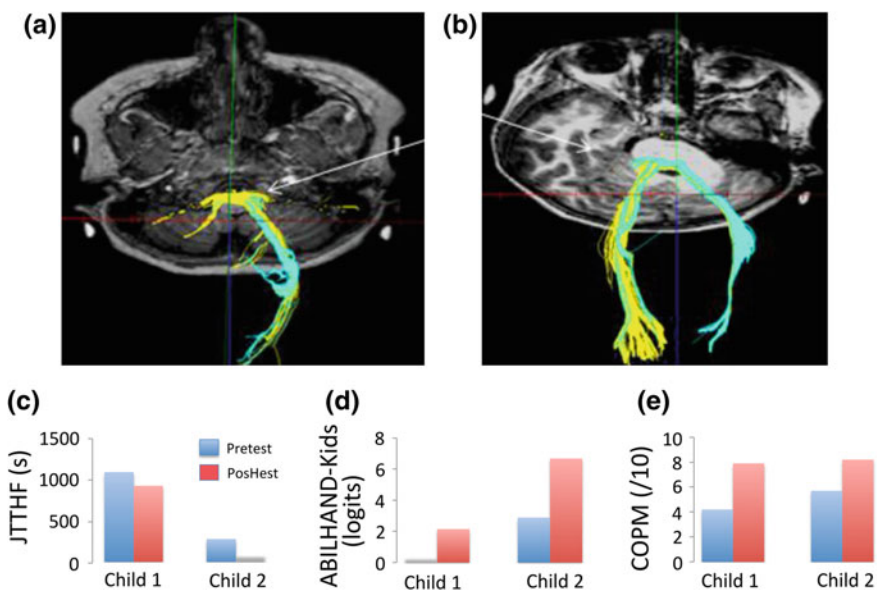 (a)
(b)
(c)
(d)
(e)
JTTHF (s)
1500
1000
500
0
Pretest
PosHest
Child 1
Child 2
ABILHAND-Kids
(logits)
8
6
4
2
0
Child 1
Child 2
COPM (/10)
10
8
6
4
2
0
Child 1
Child 2